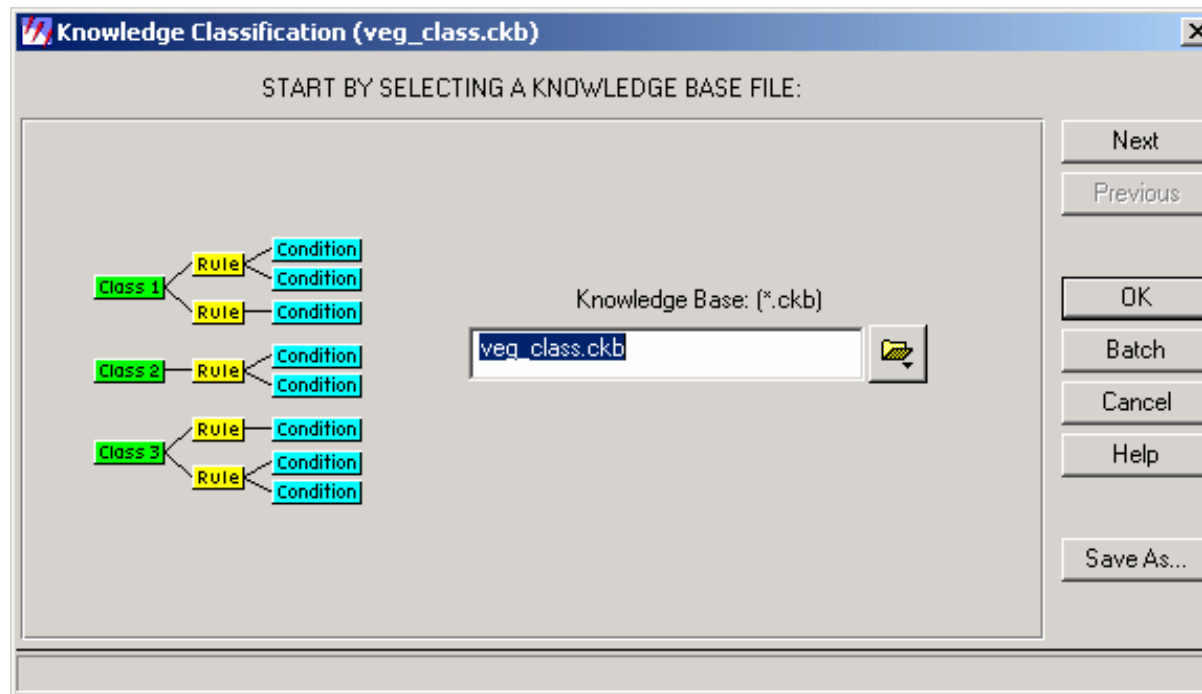 Knowledge Classification (veg_class.ckb)
START BY SELECTING A KNOWLEDGE BASE FILE:
Class 1
Rule
Condition
Condition
Rule
Condition
Class 2
Rule
Condition
Condition
Class 3
Rule
Condition
Rule
Condition
Condition
Knowledge Base: (*.ckb)
veg_class.ckb
Next
Previous
OK
Batch
Cancel
Help
Save As...